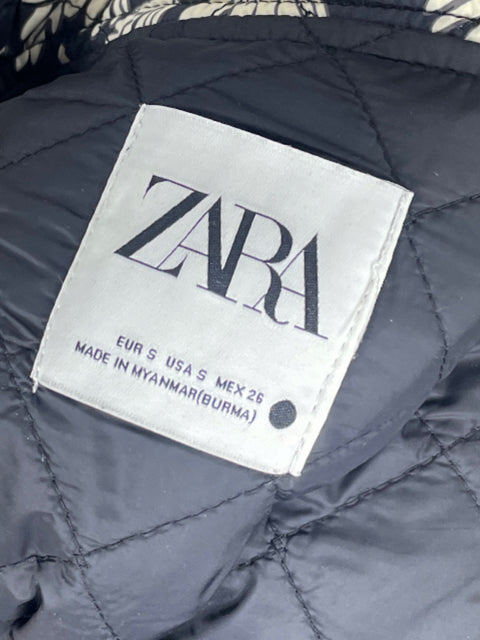 ZARA
EUR S USA S MEX 26
MADE IN MYANMAR(BURMA)